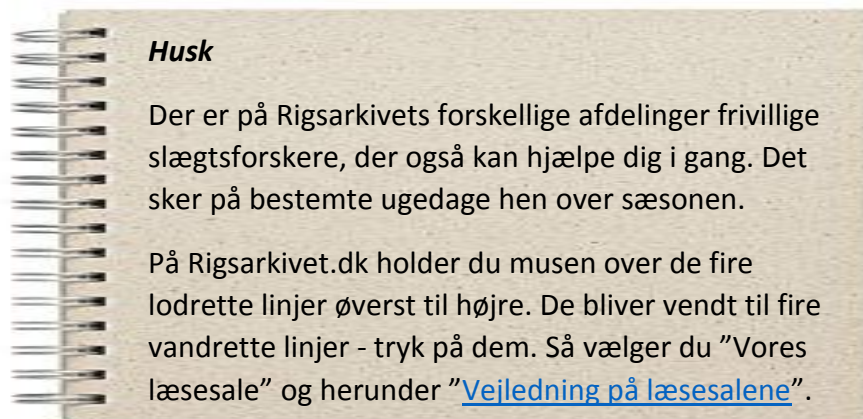 Husk
Der er på Rigsarkivets forskellige afdelinger frivillige
slægtsforskere, der også kan hjælpe dig i gang. Det
sker på bestemte ugedage hen over sæsonen.
På Rigsarkivet.dk holder du musen over de fire
lodrette linjer øverst til højre. De bliver vendt til fire
vandrette linjer - tryk på dem. Så vælger du ”Vores
læsesale” og herunder ”Vejledning på læsesalene”.